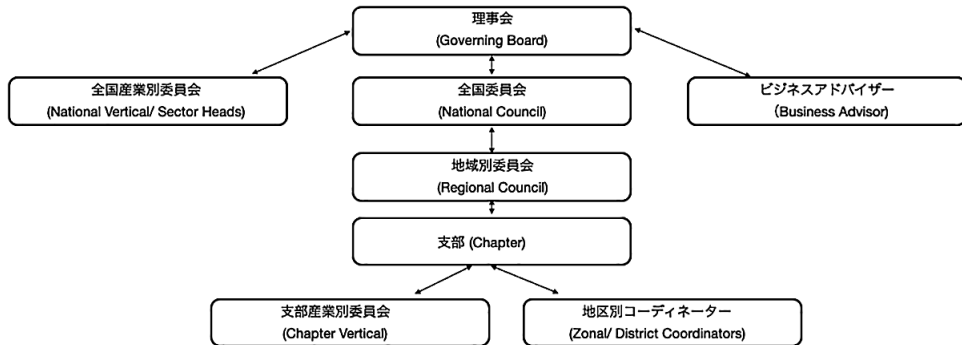 理事会
(Governing Board)
全国産業別委員会
(National Vertical/ Sector Heads)
全国委員会
(National Council)
ビジネスアドバイザー
（Business Advisor)
地域別委員会
(Regional Council)
支部 (Chapter)
支部産業別委員会
(Chapter Vertical)
地区別コーディネーター
(Zonal/ District Coordinators)